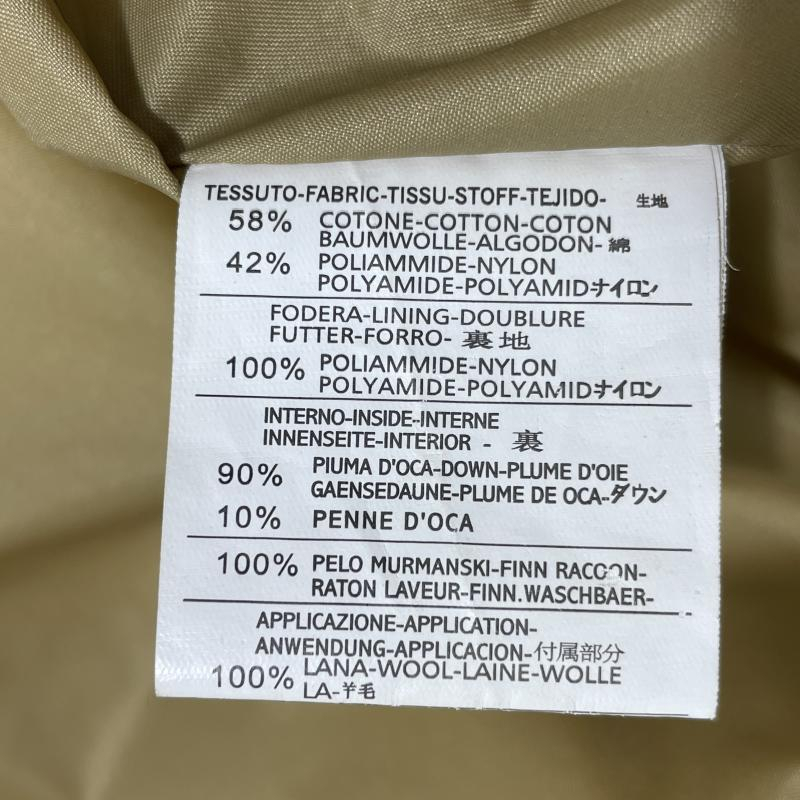 TESSUTO-FABRIC-TISSU-STOFF-TEJIDO- 生地
58% COTONE-COTTON-COTON
BAUMWOLLE-ALGODON-綿
42% POLIAMMIDE-NYLON
POLYAMIDE-POLYAMIDナイロン
FODERA-LINING-DOUBLURE
FUTTER-FORRO- 裏地
100% POLIAMMIDE-NYLON
POLYAMIDE-POLYAMIDナイロン
INTERNO-INSIDE-INTERNE
INNENSEITE-INTERIOR - 裏
90% PIUMA D'OCA-DOWN-PLUME D'OIE
GAENSEDAUNE-PLUME DE OCA-ダウン
10% PENNE D'OCA
100% PELO MURMANSKI-FINN RACOON-
RATON LAVEUR-FINN.WASCHBAER-
APPLICAZIONE-APPLICATION-
ANWENDUNG-APPLICACION-付属部分
100% LANA-WOOL-LAINE-WOLLE
LA-羊毛